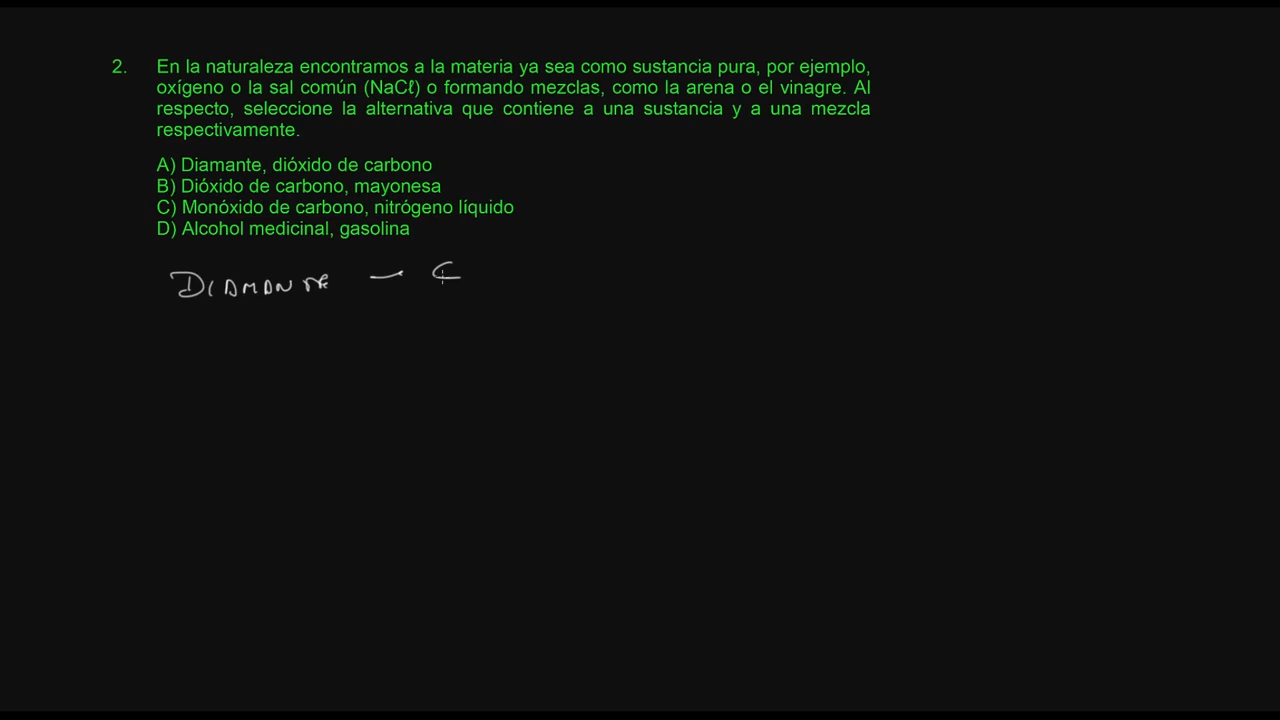 2. En la naturaleza encontramos a la materia ya sea como sustancia pura, por ejemplo,
oxígeno o la sal común (NaCℓ) o formando mezclas, como la arena o el vinagre. Al
respecto, seleccione la alternativa que contiene a una sustancia y a una mezcla
respectivamente.
A) Diamante, dióxido de carbono
B) Dióxido de carbono, mayonesa
C) Monóxido de carbono, nitrógeno líquido
D) Alcohol medicinal, gasolina
DIAMANTE — C